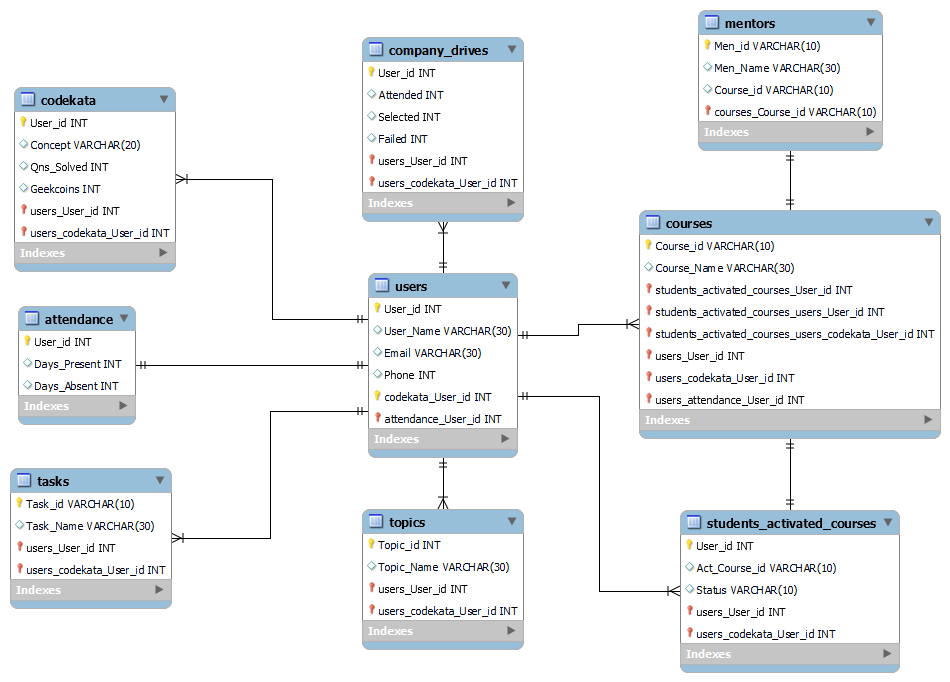 codekata
User_id INT
Concept VARCHAR(20)
Qns_Solved INT
Geekcoins INT
users_User_id INT
users_codekata_User_id INT
Indexes
company_drives
User_id INT
Attended INT
Selected INT
Failed INT
users_User_id INT
users_codekata_User_id INT
Indexes
mentors
Men_id VARCHAR(10)
Men_Name VARCHAR(30)
Course_id VARCHAR(10)
courses_Course_id VARCHAR(10)
Indexes
attendance
User_id INT
Days_Present INT
Days_Absent INT
Indexes
users
User_id INT
User_Name VARCHAR(30)
Email VARCHAR(30)
Phone INT
codekata_User_id INT
attendance_User_id INT
Indexes
courses
Course_id VARCHAR(10)
Course_Name VARCHAR(30)
students_activated_courses_User_id INT
students_activated_courses_users_User_id INT
students_activated_courses_users_codekata_User_id INT
users_User_id INT
users_codekata_User_id INT
users_attendance_User_id INT
Indexes
tasks
Task_id VARCHAR(10)
Task_Name VARCHAR(30)
users_User_id INT
users_codekata_User_id INT
Indexes
topics
Topic_id INT
Topic_Name VARCHAR(30)
users_User_id INT
users_codekata_User_id INT
Indexes
students_activated_courses
User_id INT
Act_Course_id VARCHAR(10)
Status VARCHAR(10)
users_User_id INT
users_codekata_User_id INT
Indexes